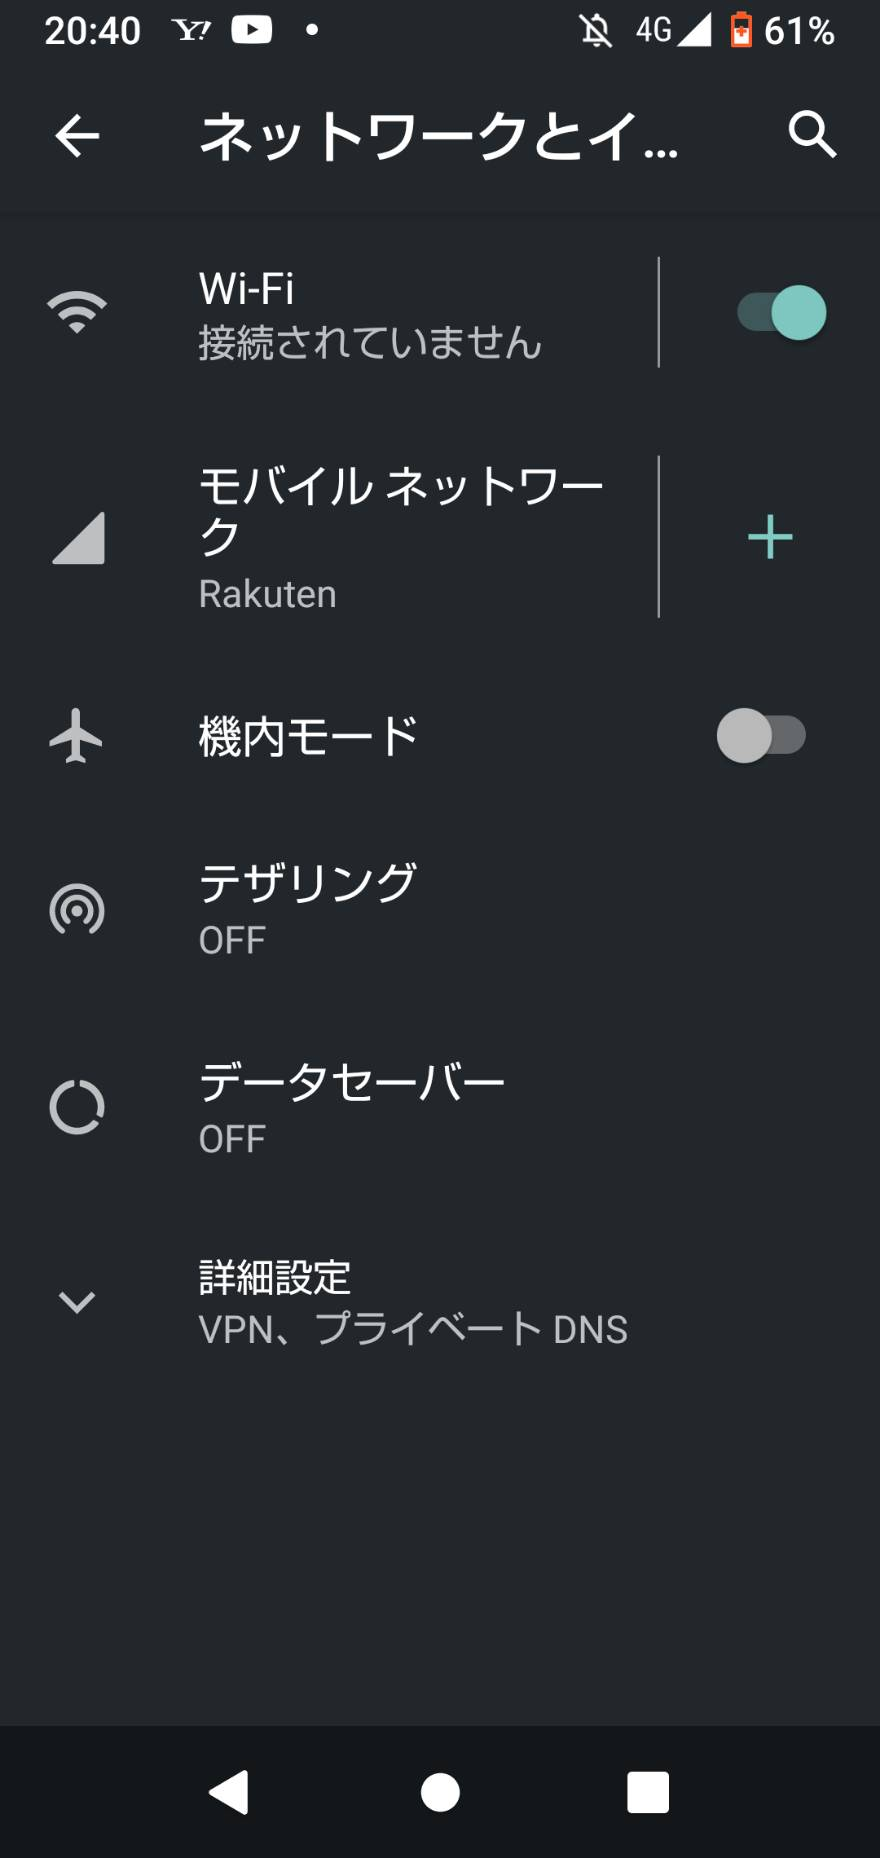 20:40 Y! 4G 61%
ネットワークとイ...
Wi-Fi
接続されていません
モバイル ネットワー
ク
Rakuten
機内モード
テザリング
OFF
データセーバー
OFF
詳細設定
VPN、プライベート DNS